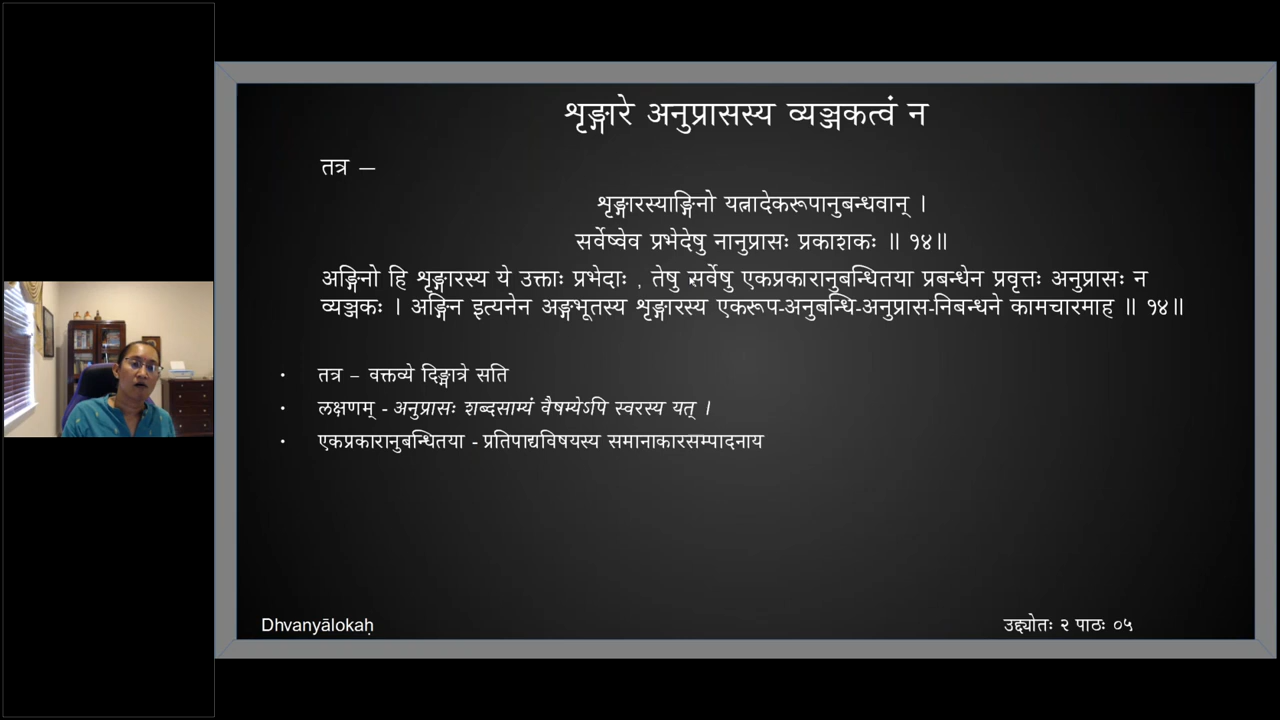 शृङ्गारे अनुप्रासस्य व्यञ्जकत्वं न
तत्र –
शृङ्गारस्याङ्गिनो यत्नादेकरूपानुबन्धवान् ।
सर्वेष्वेव प्रभेदेषु नानुप्रासः प्रकाशकः ॥ १४॥
अङ्गिनो हि शृङ्गारस्य ये उक्ताः प्रभेदाः , तेषु सर्वेषु एकप्रकारानुबन्धितया प्रबन्धेन प्रवृत्तः अनुप्रासः न
व्यञ्जकः । अङ्गिन इत्यनेन अङ्गभूतस्य शृङ्गारस्य एकरूप-अनुबन्धि-अनुप्रास-निबन्धने कामचारमाह ॥ १४॥
• तत्र – वक्तव्ये दिङ्मात्रे सति
• लक्षणम् - अनुप्रासः शब्दसाम्यं वैषम्येऽपि स्वरस्य यत् ।
• एकप्रकारानुबन्धितया - प्रतिपाद्यविषयस्य समानाकारसम्पादनाय
Dhvanyālokaḥ
उद्द्योतः २ पाठः ०५